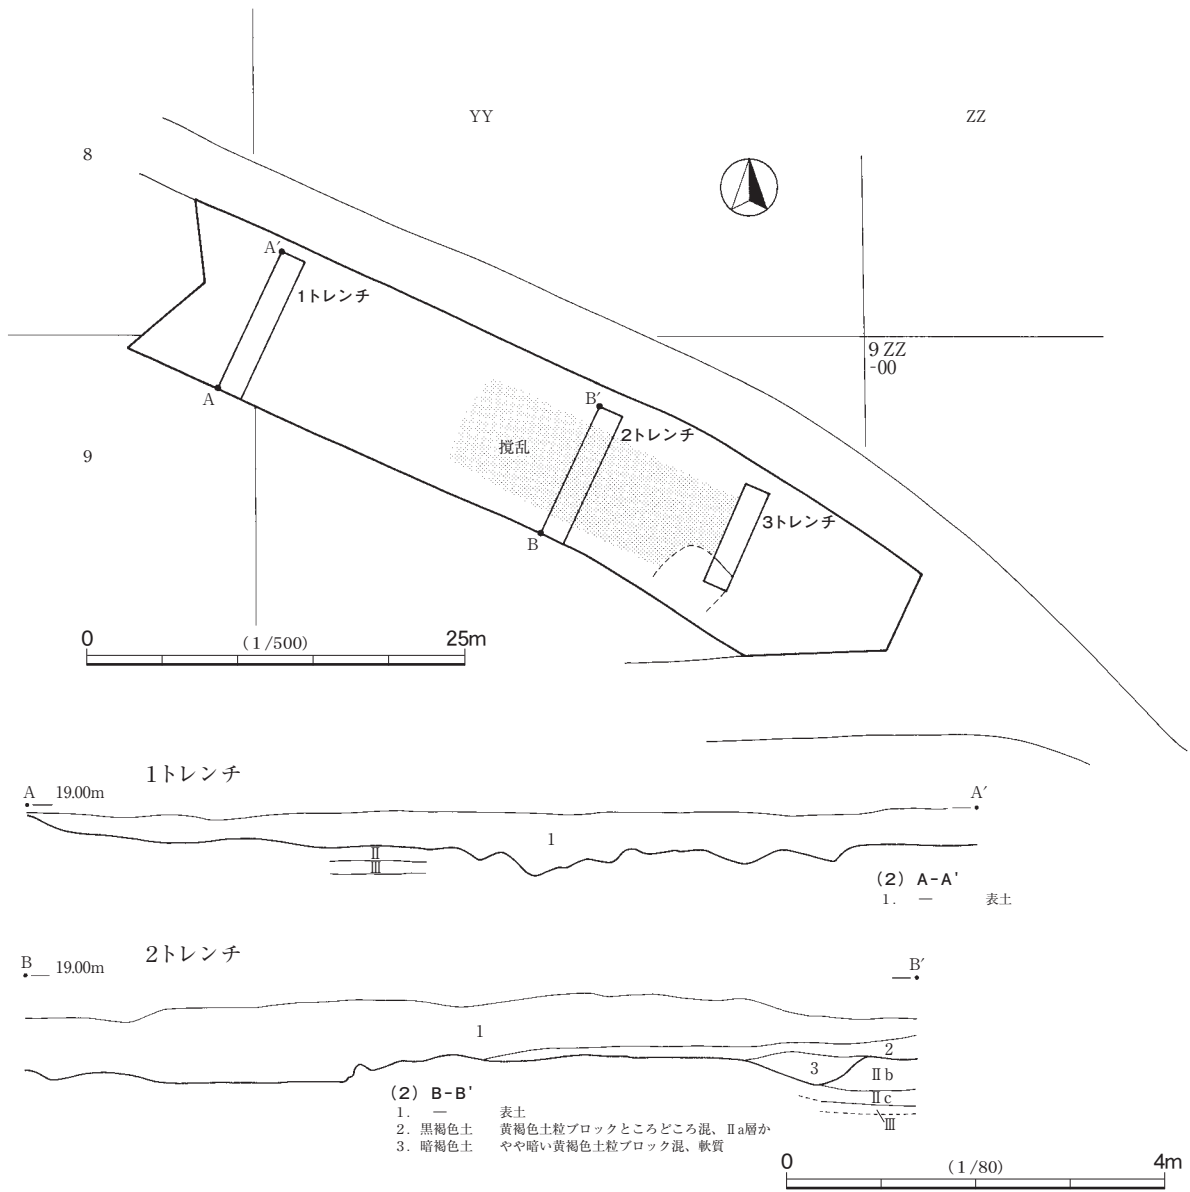 YY
ZZ
8
A′
1トレンチ
9 ZZ
-00
A
B′
2トレンチ
撹乱
9
3トレンチ
B
0
（1/500）
25m
1トレンチ
A
19.00m
A′
1
Ⅱ
Ⅲ
（2） A-A'
1. ― 表土
2トレンチ
B
19.00m
B′
1
2
3
Ⅱb
Ⅱc
Ⅲ
（2） B-B'
1. ― 表土
2. 黒褐色土 黄褐色土粒ブロックところどころ混、Ⅱa層か
3. 暗褐色土 やや暗い黄褐色土粒ブロック混、軟質
0
（1/80）
4m